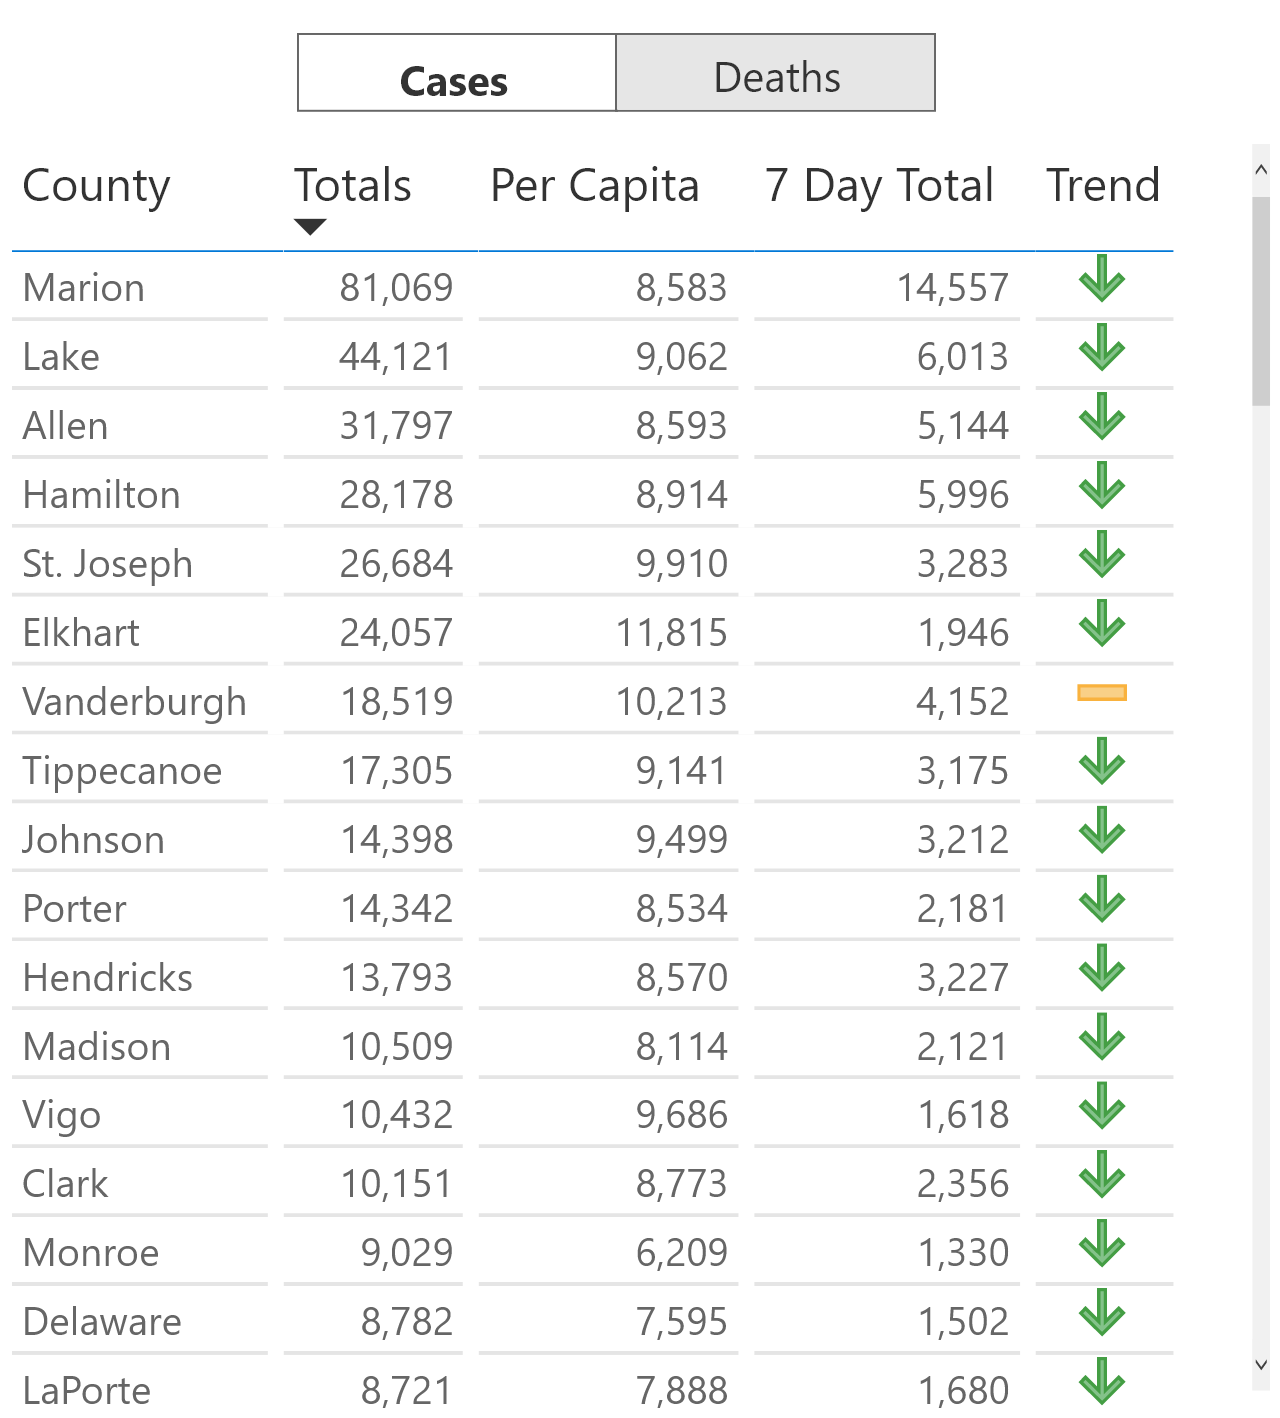 Cases Deaths
County Totals Per Capita 7 Day Total Trend
Marion 81,069 8,583 14,557
Lake 44,121 9,062 6,013
Allen 31,797 8,593 5,144
Hamilton 28,178 8,914 5,996
St. Joseph 26,684 9,910 3,283
Elkhart 24,057 11,815 1,946
Vanderburgh 18,519 10,213 4,152
Tippecanoe 17,305 9,141 3,175
Johnson 14,398 9,499 3,212
Porter 14,342 8,534 2,181
Hendricks 13,793 8,570 3,227
Madison 10,509 8,114 2,121
Vigo 10,432 9,686 1,618
Clark 10,151 8,773 2,356
Monroe 9,029 6,209 1,330
Delaware 8,782 7,595 1,502
LaPorte 8,721 7,888 1,680